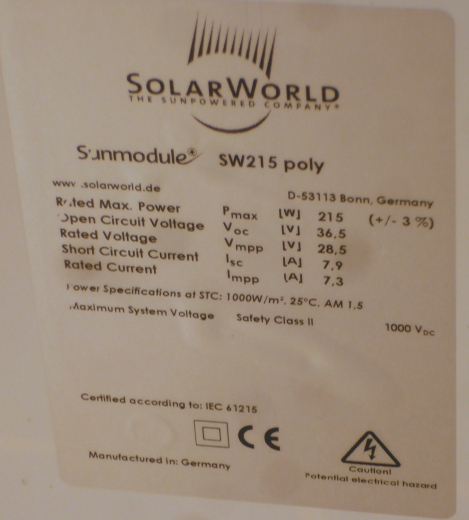 SOLARWORLD
THE SUNPOWERED COMPANY®
Sunmodule® SW215 poly
www.solarworld.de D-53113 Bonn, Germany
Rated Max. Power Pmax [W] 215 (+/- 3 %)
Open Circuit Voltage Voc [V] 36,5
Rated Voltage Vmpp [V] 28,5
Short Circuit Current Isc [A] 7,9
Rated Current Impp [A] 7,3
Power Specifications at STC: 1000W/m², 25°C, AM 1.5
Maximum System Voltage Safety Class II 1000 VDC
Certified according to: IEC 61215
CE
Manufactured in: Germany
Caution!
Potential electrical hazard